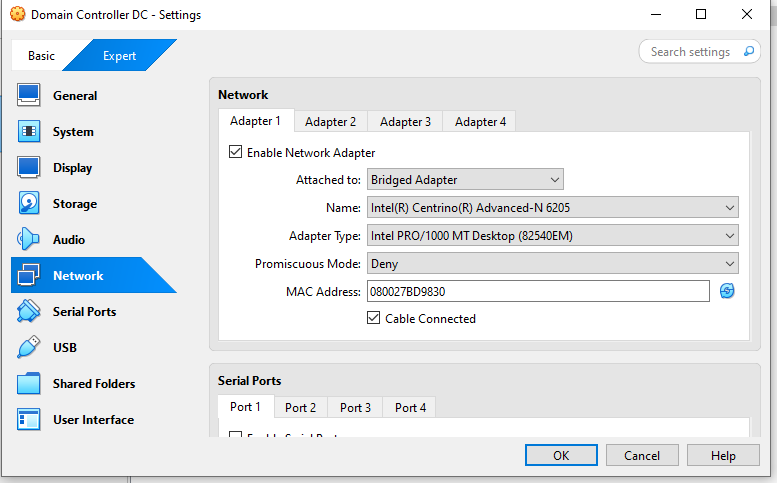 Domain Controller DC - Settings
Basic
Expert
Search settings
General
System
Display
Storage
Audio
Network
Serial Ports
USB
Shared Folders
User Interface
Network
Adapter 1 Adapter 2 Adapter 3 Adapter 4
Enable Network Adapter
Attached to: Bridged Adapter
Name: Intel(R) Centrino(R) Advanced-N 6205
Adapter Type: Intel PRO/1000 MT Desktop (82540EM)
Promiscuous Mode: Deny
MAC Address: 080027BD9830
Cable Connected
Serial Ports
Port 1 Port 2 Port 3 Port 4
OK Cancel Help